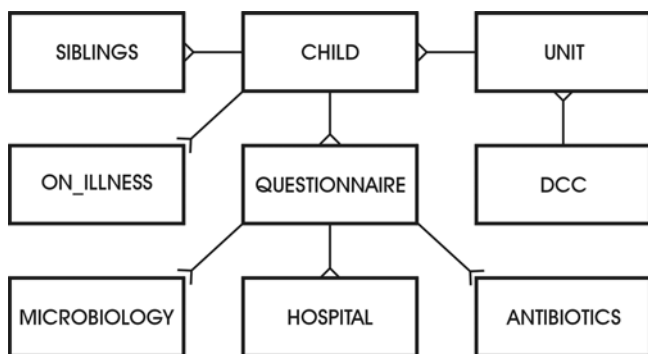 SIBLINGS
CHILD
UNIT
ON_ILLNESS
QUESTIONNAIRE
DCC
MICROBIOLOGY
HOSPITAL
ANTIBIOTICS